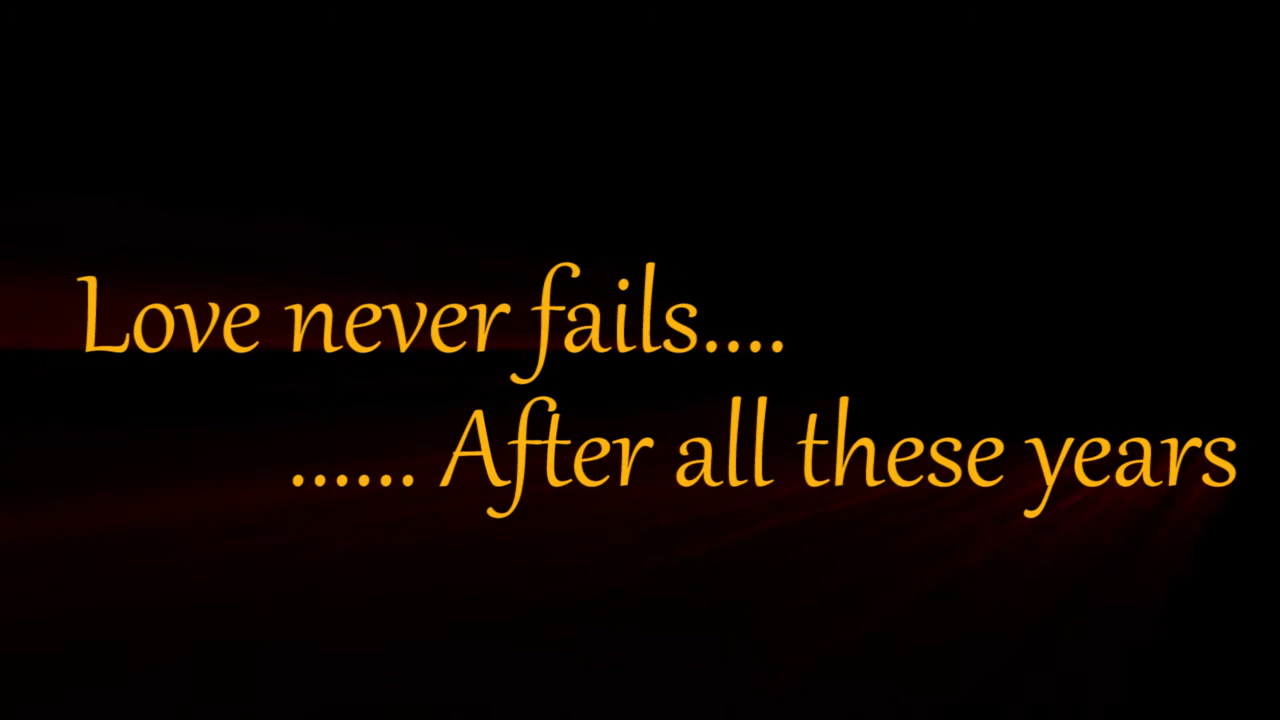 Love never fails....
...... After all these years